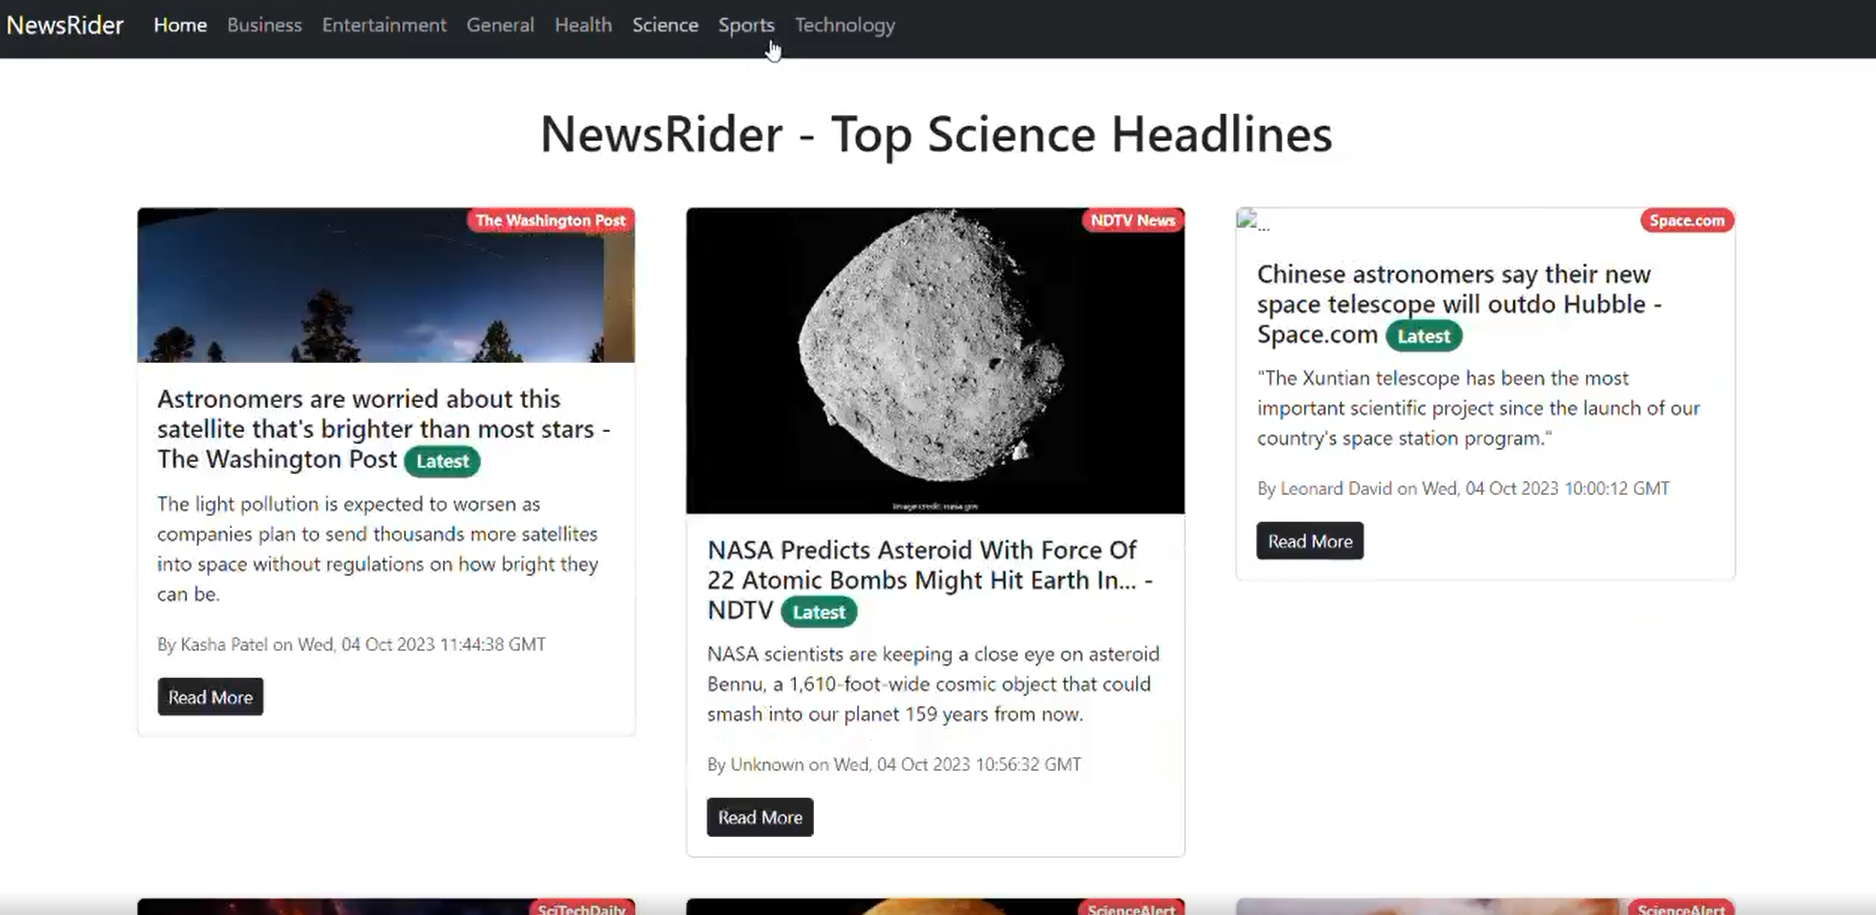 NewsRider Home Business Entertainment General Health Science Sports Technology
NewsRider - Top Science Headlines
The Washington Post
Astronomers are worried about this
satellite that's brighter than most stars -
The Washington Post Latest
The light pollution is expected to worsen as
companies plan to send thousands more satellites
into space without regulations on how bright they
can be.
By Kasha Patel on Wed, 04 Oct 2023 11:44:38 GMT
Read More
NDTV News
Image credit: nasa.gov
NASA Predicts Asteroid With Force Of
22 Atomic Bombs Might Hit Earth In... -
NDTV Latest
NASA scientists are keeping a close eye on asteroid
Bennu, a 1,610-foot-wide cosmic object that could
smash into our planet 159 years from now.
By Unknown on Wed, 04 Oct 2023 10:56:32 GMT
Read More
...
Space.com
Chinese astronomers say their new
space telescope will outdo Hubble -
Space.com Latest
"The Xuntian telescope has been the most
important scientific project since the launch of our
country's space station program."
By Leonard David on Wed, 04 Oct 2023 10:00:12 GMT
Read More
SciTechDaily
ScienceAlert
ScienceAlert